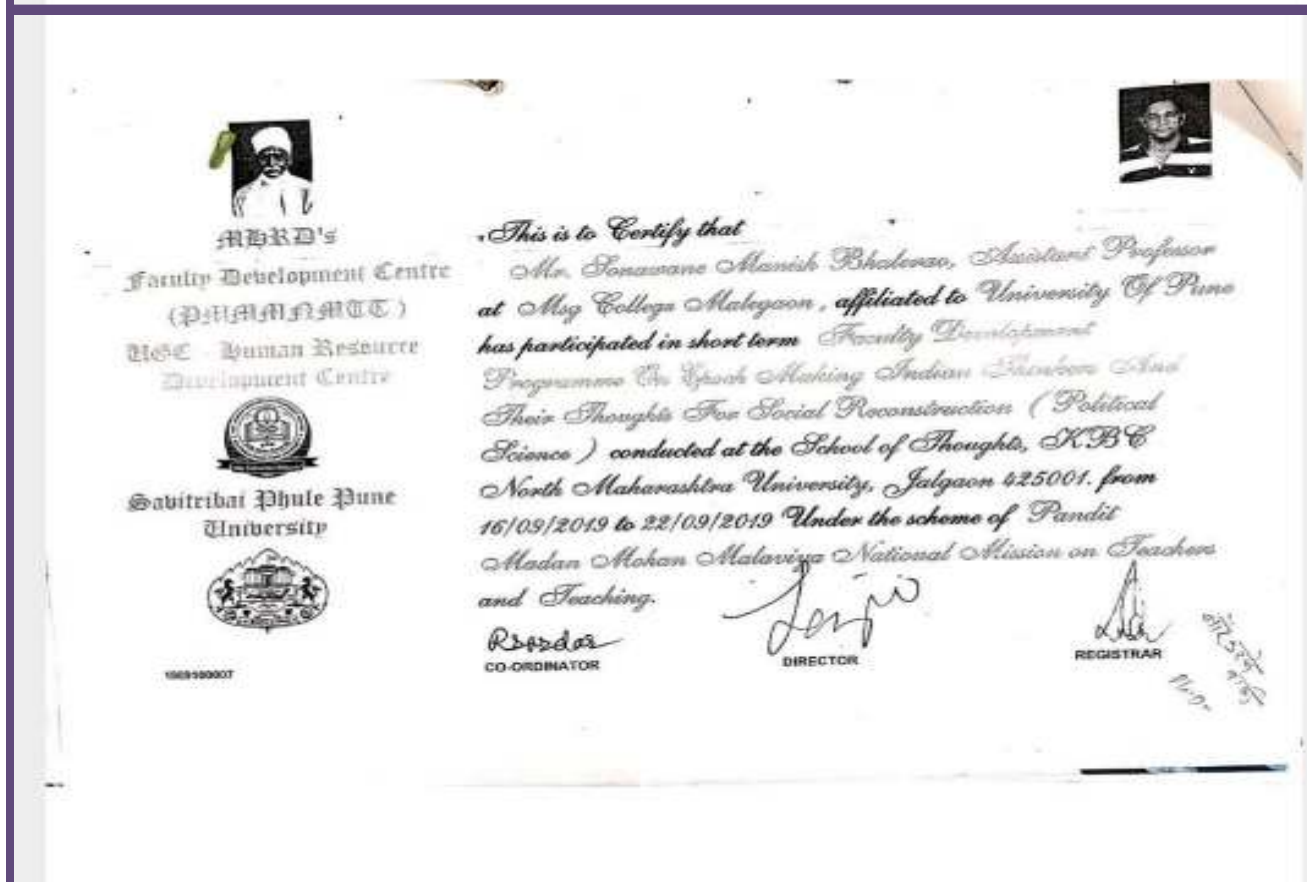 MHRD's
Faculty Development Centre
(PMMMNMTT)
UGC - Human Resource
Development Centre
Savitribai Phule Pune
University
1909100007
This is to Certify that
Mr. Sonawane Manish Bhalerao, Assistant Professor
at Msg College Malegaon, affiliated to University Of Pune
has participated in short term Faculty Development
Programme On Epoch Making Indian Thinkers And
Their Thoughts For Social Reconstruction ( Political
Science ) conducted at the School of Thoughts, KBC
North Maharashtra University, Jalgaon 425001. from
16/09/2019 to 22/09/2019 Under the scheme of Pandit
Madan Mohan Malaviya National Mission on Teachers
and Teaching.
CO-ORDINATOR
DIRECTOR
REGISTRAR